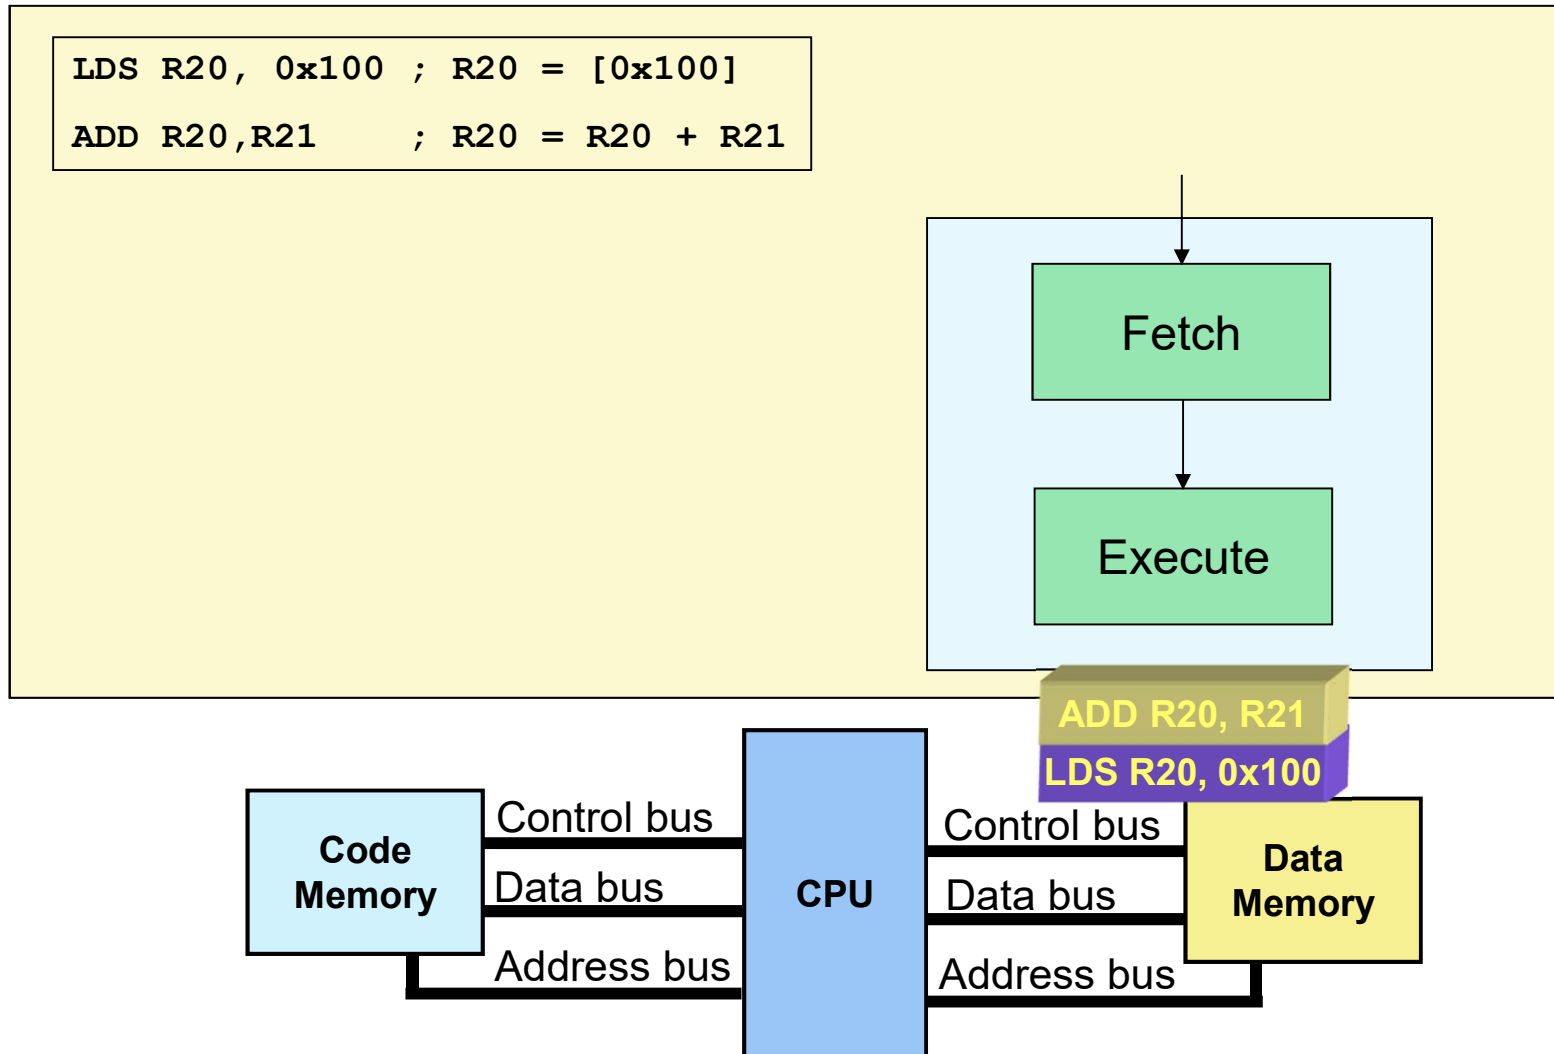 LDS R20, 0x100 ; R20 = [0x100]
ADD R20,R21    ; R20 = R20 + R21
Fetch
Execute
ADD R20, R21
LDS R20, 0x100
Code
Memory
Control bus
Data bus
Address bus
CPU
Control bus
Data bus
Address bus
Data
Memory